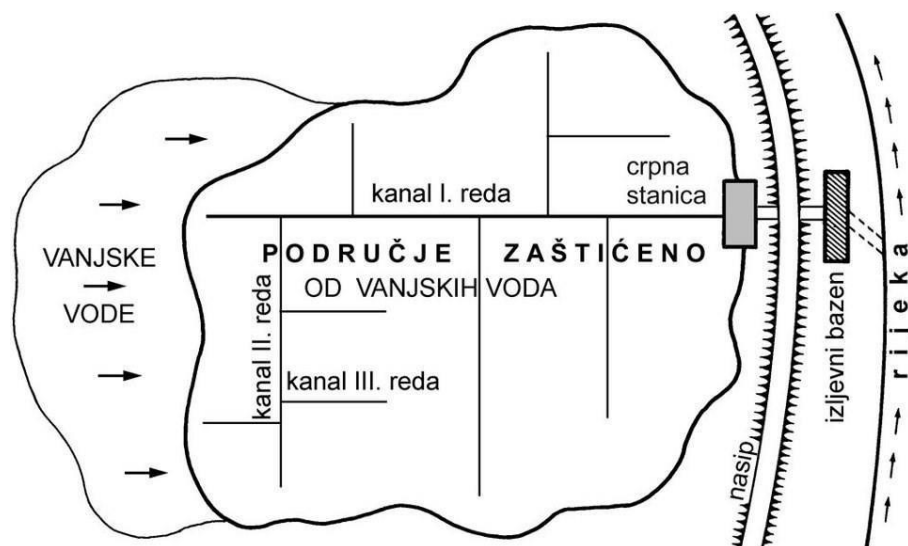 crpna
stanica
kanal I. reda
VANJSKE
VODE
PODRUČJE ZAŠTIĆENO
OD VANJSKIH VODA
kanal II. reda
kanal III. reda
nasip
izljevni bazen
rijeka